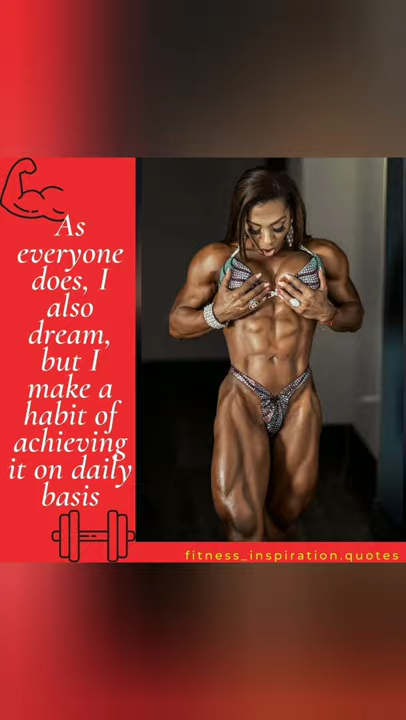 As
everyone
does, I
also
dream,
but I
make a
habit of
achieving
it on daily
basis
fitness_inspiration.quotes